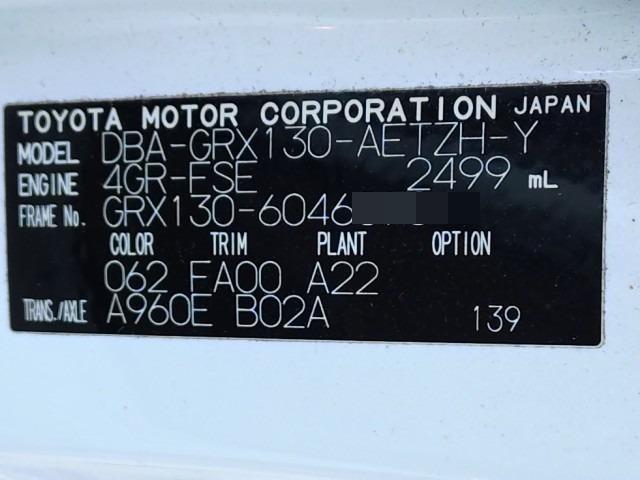 TOYOTA MOTOR CORPORATION JAPAN
MODEL DBA-GRX130-AETZH-Y
ENGINE 4GR-FSE 2499 mL
FRAME No. GRX130-6046
COLOR TRIM PLANT OPTION
062 FA00 A22
TRANS./AXLE A960E B02A 139